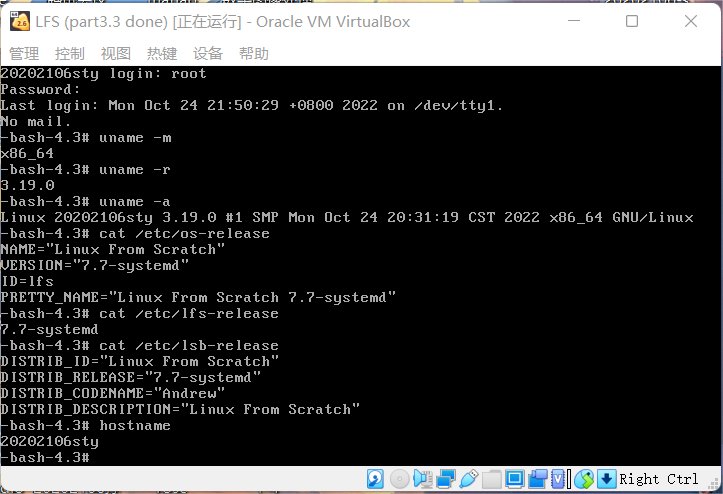 LFS (part3.3 done) [正在运行] - Oracle VM VirtualBox
管理 控制 视图 热键 设备 帮助
20202106sty login: root
Password:
Last login: Mon Oct 24 21:50:29 +0800 2022 on /dev/tty1.
No mail.
-bash-4.3# uname -m
x86_64
-bash-4.3# uname -r
3.19.0
-bash-4.3# uname -a
Linux 20202106sty 3.19.0 #1 SMP Mon Oct 24 20:31:19 CST 2022 x86_64 GNU/Linux
-bash-4.3# cat /etc/os-release
NAME="Linux From Scratch"
VERSION="7.7-systemd"
ID=lfs
PRETTY_NAME="Linux From Scratch 7.7-systemd"
-bash-4.3# cat /etc/lfs-release
7.7-systemd
-bash-4.3# cat /etc/lsb-release
DISTRIB_ID="Linux From Scratch"
DISTRIB_RELEASE="7.7-systemd"
DISTRIB_CODENAME="Andrew"
DISTRIB_DESCRIPTION="Linux From Scratch"
-bash-4.3# hostname
20202106sty
-bash-4.3#
Right Ctrl